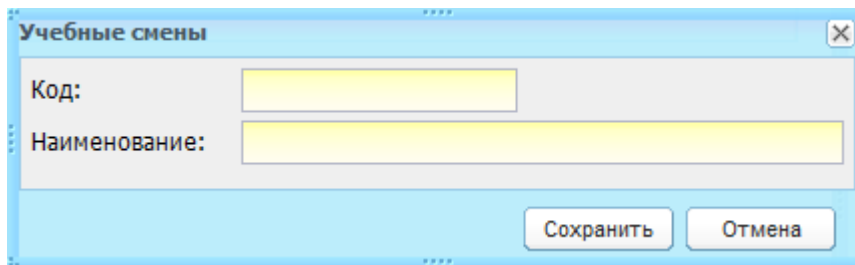 Учебные смены
Код:
Наименование:
Сохранить Отмена